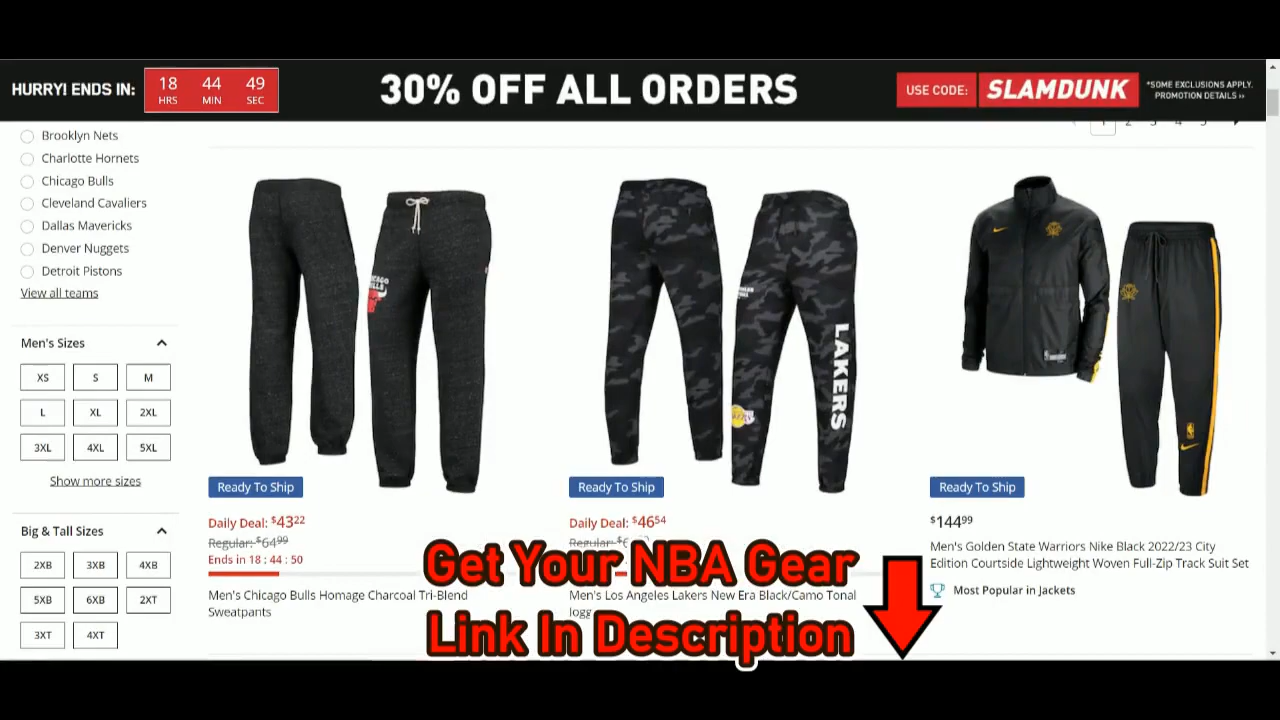 HURRY! ENDS IN:
18 44 49
HRS MIN SEC
30% OFF ALL ORDERS
USE CODE:
SLAMDUNK
*SOME EXCLUSIONS APPLY.
PROMOTION DETAILS ››
1 2 3 4 5
Brooklyn Nets
Charlotte Hornets
Chicago Bulls
Cleveland Cavaliers
Dallas Mavericks
Denver Nuggets
Detroit Pistons
View all teams
Men's Sizes
XS S M
L XL 2XL
3XL 4XL 5XL
Show more sizes
Big & Tall Sizes
2XB 3XB 4XB
5XB 6XB 2XT
3XT 4XT
LAKERS
Ready To Ship
Daily Deal: $43.22
Regular: $64.99
Ends in 18 : 44 : 50
Men's Chicago Bulls Homage Charcoal Tri-Blend
Sweatpants
Ready To Ship
Daily Deal: $46.54
Regular:
Men's Los Angeles Lakers New Era Black/Camo Tonal
Ready To Ship
$144.99
Men's Golden State Warriors Nike Black 2022/23 City
Edition Courtside Lightweight Woven Full-Zip Track Suit Set
Most Popular in Jackets
Get Your NBA Gear
Link In Description